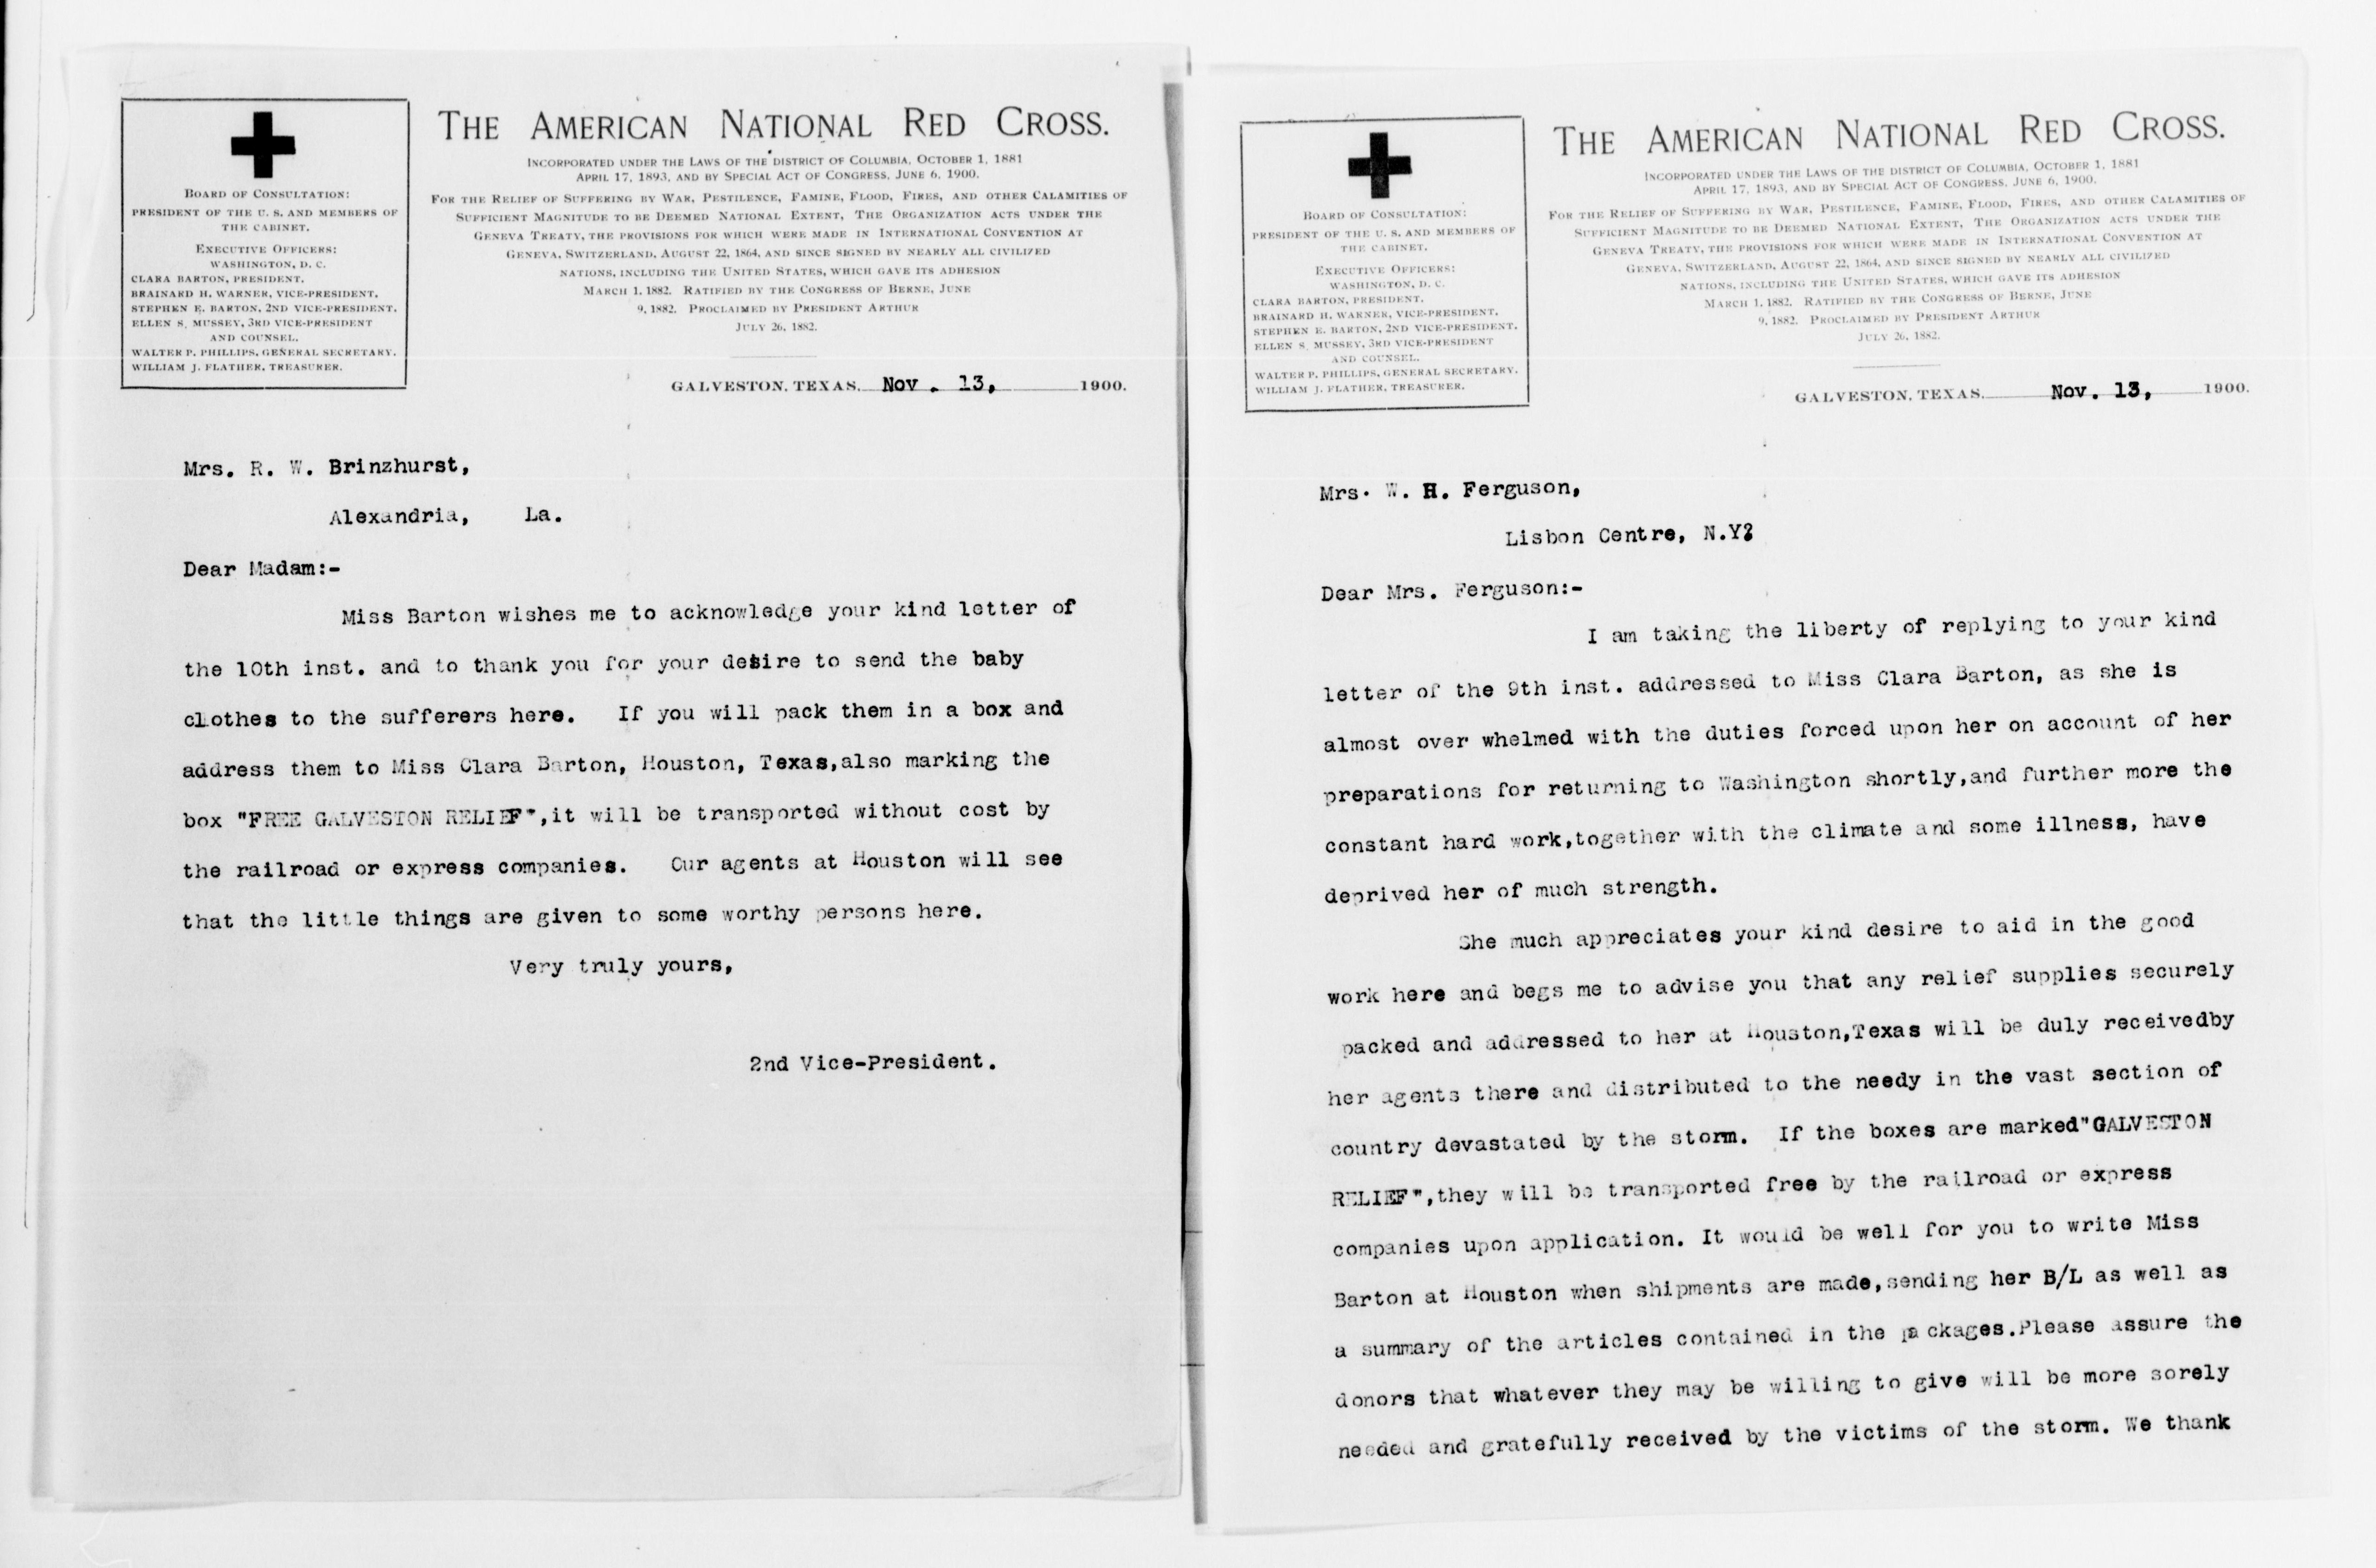 BOARD OF CONSULTATION:
PRESIDENT OF THE U. S. AND MEMBERS OF
THE CABINET.
EXECUTIVE OFFICERS:
WASHINGTON, D. C.
CLARA BARTON, PRESIDENT.
BRAINARD H. WARNER, VICE-PRESIDENT.
STEPHEN E. BARTON, 2ND VICE-PRESIDENT.
ELLEN S. MUSSEY, 3RD VICE-PRESIDENT
AND COUNSEL.
WALTER P. PHILLIPS, GENERAL SECRETARY.
WILLIAM J. FLATHER, TREASURER.
THE AMERICAN NATIONAL RED CROSS.
INCORPORATED UNDER THE LAWS OF THE DISTRICT OF COLUMBIA, OCTOBER 1, 1881
APRIL 17, 1893, AND BY SPECIAL ACT OF CONGRESS, JUNE 6, 1900.
FOR THE RELIEF OF SUFFERING BY WAR, PESTILENCE, FAMINE, FLOOD, FIRES, AND OTHER CALAMITIES OF
SUFFICIENT MAGNITUDE TO BE DEEMED NATIONAL EXTENT, THE ORGANIZATION ACTS UNDER THE
GENEVA TREATY, THE PROVISIONS FOR WHICH WERE MADE IN INTERNATIONAL CONVENTION AT
GENEVA, SWITZERLAND, AUGUST 22, 1864, AND SINCE SIGNED BY NEARLY ALL CIVILIZED
NATIONS, INCLUDING THE UNITED STATES, WHICH GAVE ITS ADHESION
MARCH 1, 1882. RATIFIED BY THE CONGRESS OF BERNE, JUNE
9, 1882. PROCLAIMED BY PRESIDENT ARTHUR
JULY 26, 1882.
GALVESTON, TEXAS. Nov. 13, 1900.
Mrs. R. W. Brinzhurst,
Alexandria, La.
Dear Madam:-
Miss Barton wishes me to acknowledge your kind letter of
the 10th inst. and to thank you for your desire to send the baby
clothes to the sufferers here. If you will pack them in a box and
address them to Miss Clara Barton, Houston, Texas,also marking the
box "FREE GALVESTON RELIEF",it will be transported without cost by
the railroad or express companies. Our agents at Houston will see
that the little things are given to some worthy persons here.
Very truly yours,
2nd Vice-President.
BOARD OF CONSULTATION:
PRESIDENT OF THE U. S. AND MEMBERS OF
THE CABINET.
EXECUTIVE OFFICERS:
WASHINGTON, D. C.
CLARA BARTON, PRESIDENT.
BRAINARD H. WARNER, VICE-PRESIDENT.
STEPHEN E. BARTON, 2ND VICE-PRESIDENT.
ELLEN S. MUSSEY, 3RD VICE-PRESIDENT
AND COUNSEL.
WALTER P. PHILLIPS, GENERAL SECRETARY.
WILLIAM J. FLATHER, TREASURER.
THE AMERICAN NATIONAL RED CROSS.
INCORPORATED UNDER THE LAWS OF THE DISTRICT OF COLUMBIA, OCTOBER 1, 1881
APRIL 17, 1893, AND BY SPECIAL ACT OF CONGRESS, JUNE 6, 1900.
FOR THE RELIEF OF SUFFERING BY WAR, PESTILENCE, FAMINE, FLOOD, FIRES, AND OTHER CALAMITIES OF
SUFFICIENT MAGNITUDE TO BE DEEMED NATIONAL EXTENT, THE ORGANIZATION ACTS UNDER THE
GENEVA TREATY, THE PROVISIONS FOR WHICH WERE MADE IN INTERNATIONAL CONVENTION AT
GENEVA, SWITZERLAND, AUGUST 22, 1864, AND SINCE SIGNED BY NEARLY ALL CIVILIZED
NATIONS, INCLUDING THE UNITED STATES, WHICH GAVE ITS ADHESION
MARCH 1, 1882. RATIFIED BY THE CONGRESS OF BERNE, JUNE
9, 1882. PROCLAIMED BY PRESIDENT ARTHUR
JULY 26, 1882.
GALVESTON, TEXAS. Nov. 13, 1900.
Mrs. W. H. Ferguson,
Lisbon Centre, N.Y?
Dear Mrs. Ferguson:-
I am taking the liberty of replying to your kind
letter of the 9th inst. addressed to Miss Clara Barton, as she is
almost over whelmed with the duties forced upon her on account of her
preparations for returning to Washington shortly,and further more the
constant hard work,together with the climate and some illness, have
deprived her of much strength.
She much appreciates your kind desire to aid in the good
work here and begs me to advise you that any relief supplies securely
packed and addressed to her at Houston,Texas will be duly receivedby
her agents there and distributed to the needy in the vast section of
country devastated by the storm. If the boxes are marked"GALVESTON
RELIEF",they will be transported free by the railroad or express
companies upon application. It would be well for you to write Miss
Barton at Houston when shipments are made,sending her B/L as well as
a summary of the articles contained in the pa ckages.Please assure the
donors that whatever they may be willing to give will be more sorely
needed and gratefully received by the victims of the storm. We thank